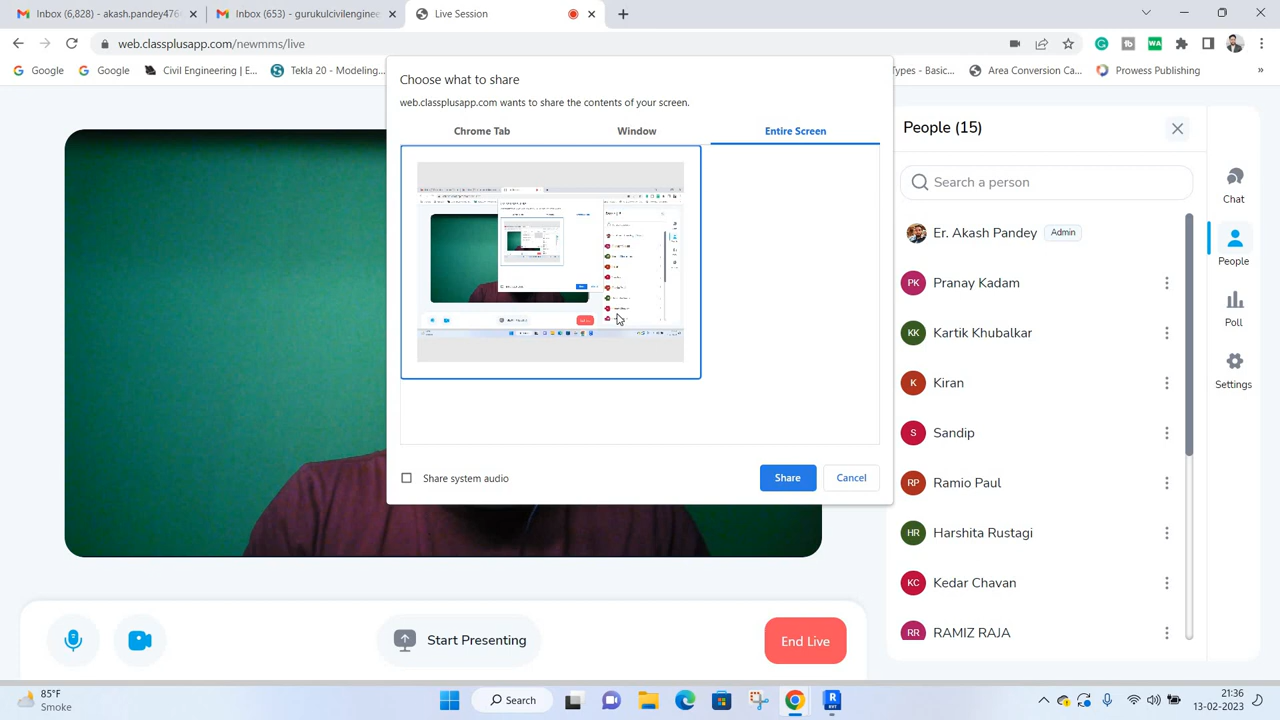 Inbox (6,828) - akash.pandey476
Inbox (653) - gurukulcivilengine
Live Session
web.classplusapp.com/newmms/live
Google
Google
Civil Engineering | E...
Tekla 20 - Modeling...
Types - Basic...
Area Conversion Ca...
Prowess Publishing
»
Choose what to share
web.classplusapp.com wants to share the contents of your screen.
Chrome Tab
Window
Entire Screen
Share system audio
Share
Cancel
People (15)
Search a person
Er. Akash Pandey
Admin
PK
Pranay Kadam
KK
Kartik Khubalkar
K
Kiran
S
Sandip
RP
Ramio Paul
HR
Harshita Rustagi
KC
Kedar Chavan
RR
RAMIZ RAJA
Chat
People
Poll
Settings
Start Presenting
End Live
85°F
Smoke
Search
21:36
13-02-2023